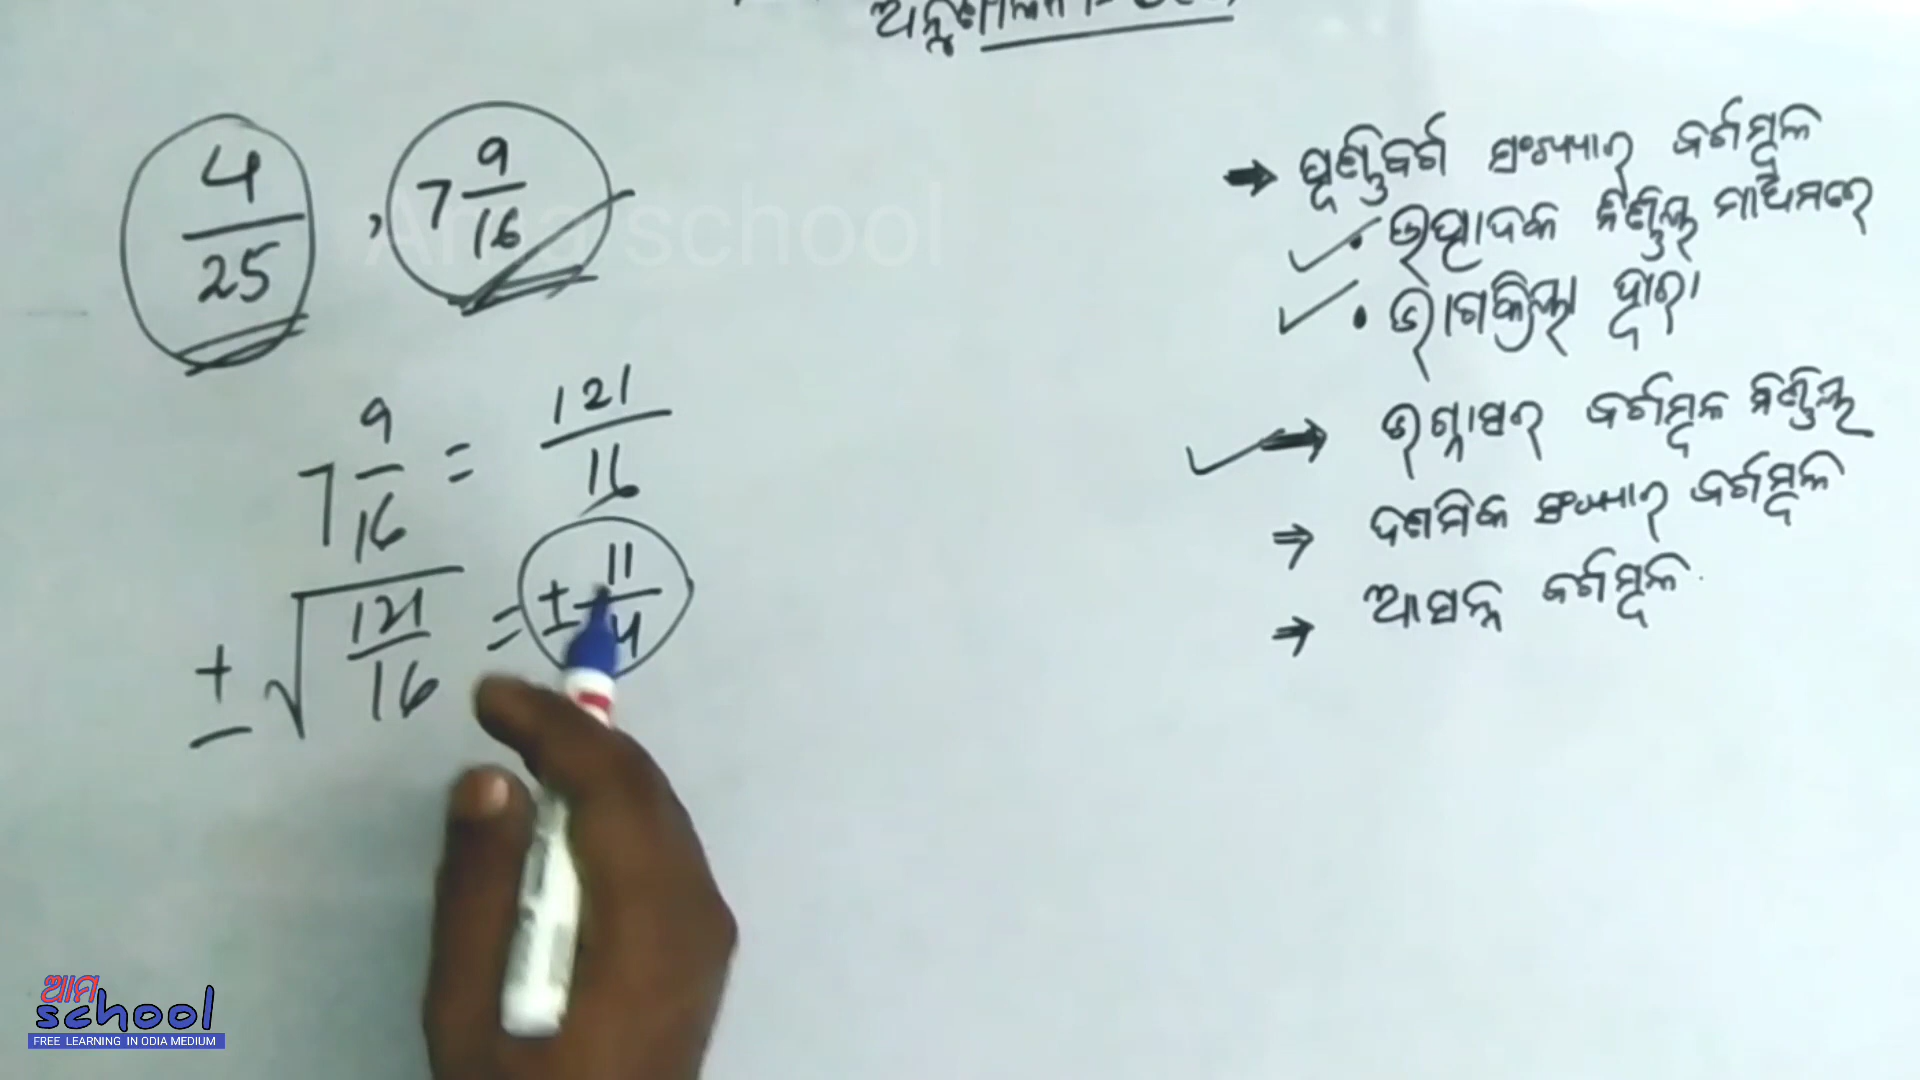 4/25 , 7 9/16
7 9/16 = 121/16
± √(121/16) = ± 11/4
→ ପୂର୍ଣ୍ଣବର୍ଗ ସଂଖ୍ୟାର ବର୍ଗମୂଳ
• ଉତ୍ପାଦକ ନିର୍ଣ୍ଣୟ ମାଧ୍ୟମରେ
• ଭାଗକ୍ରିୟା ଦ୍ୱାରା
→ ଭଗ୍ନାଂଶର ବର୍ଗମୂଳ ନିର୍ଣ୍ଣୟ
⇒ ଦଶମିକ ସଂଖ୍ୟାର ବର୍ଗମୂଳ
⇒ ଆସନ୍ନ ବର୍ଗମୂଳ
Ama school
ଆମ
school
FREE LEARNING IN ODIA MEDIUM